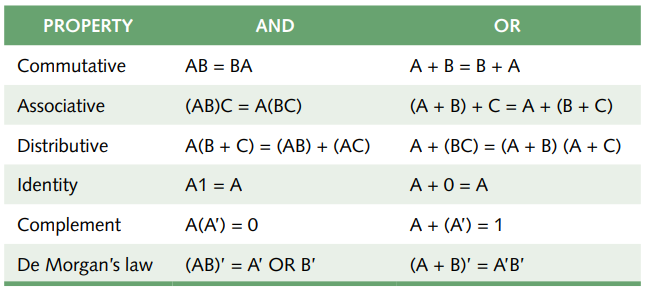 PROPERTY AND OR
Commutative AB = BA A + B = B + A
Associative (AB)C = A(BC) (A + B) + C = A + (B + C)
Distributive A(B + C) = (AB) + (AC) A + (BC) = (A + B) (A + C)
Identity A1 = A A + 0 = A
Complement A(A′) = 0 A + (A′) = 1
De Morgan’s law (AB)′ = A′ OR B′ (A + B)′ = A′B′